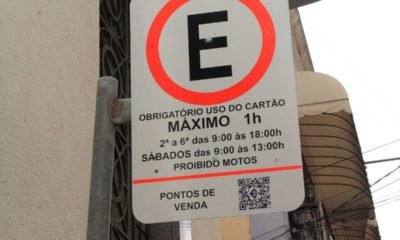 E
OBRIGATÓRIO USO DO CARTÃO
MÁXIMO 1h
2ª a 6ª das 9:00 às 18:00h
SÁBADOS das 9:00 às 13:00h
PROIBIDO MOTOS
PONTOS DE
VENDA